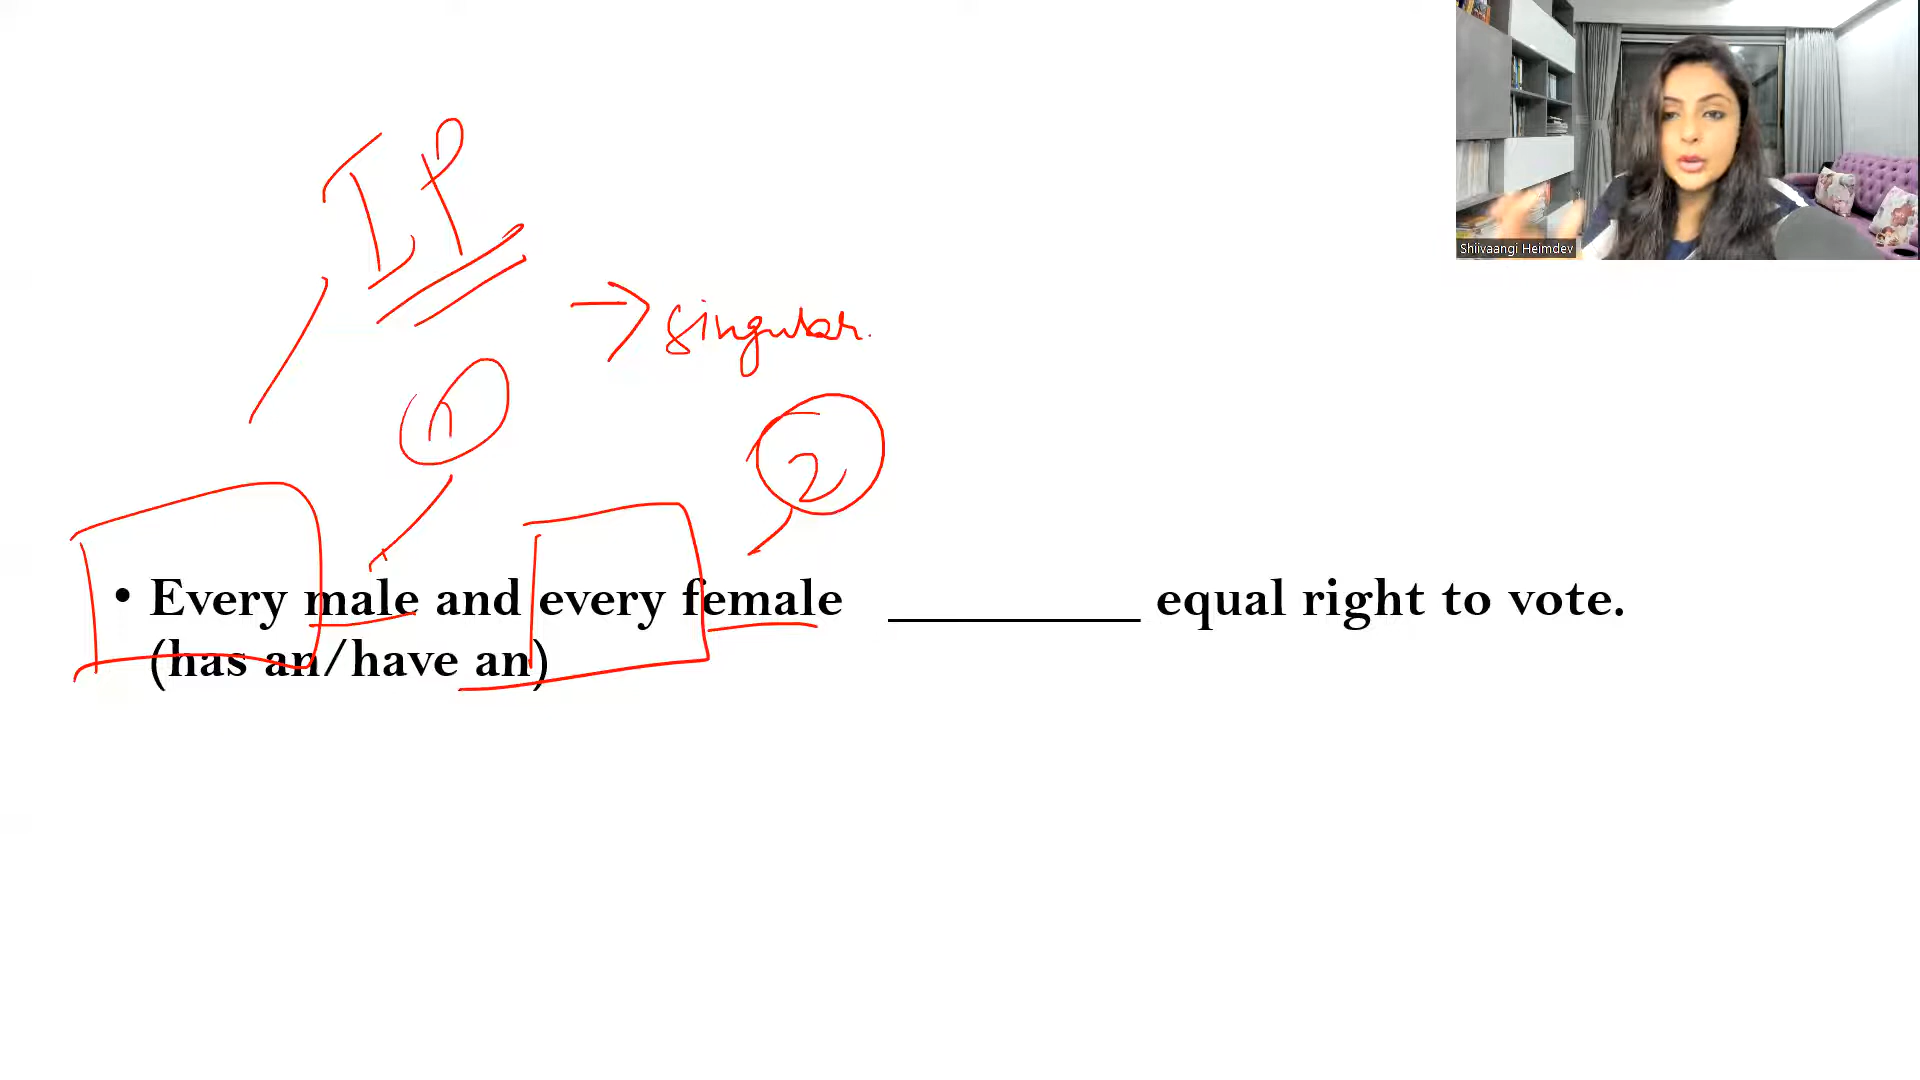 Shiivaangi Heimdev
IP
→ singular.
1
2
• Every male and every female __________ equal right to vote.
(has an/have an)